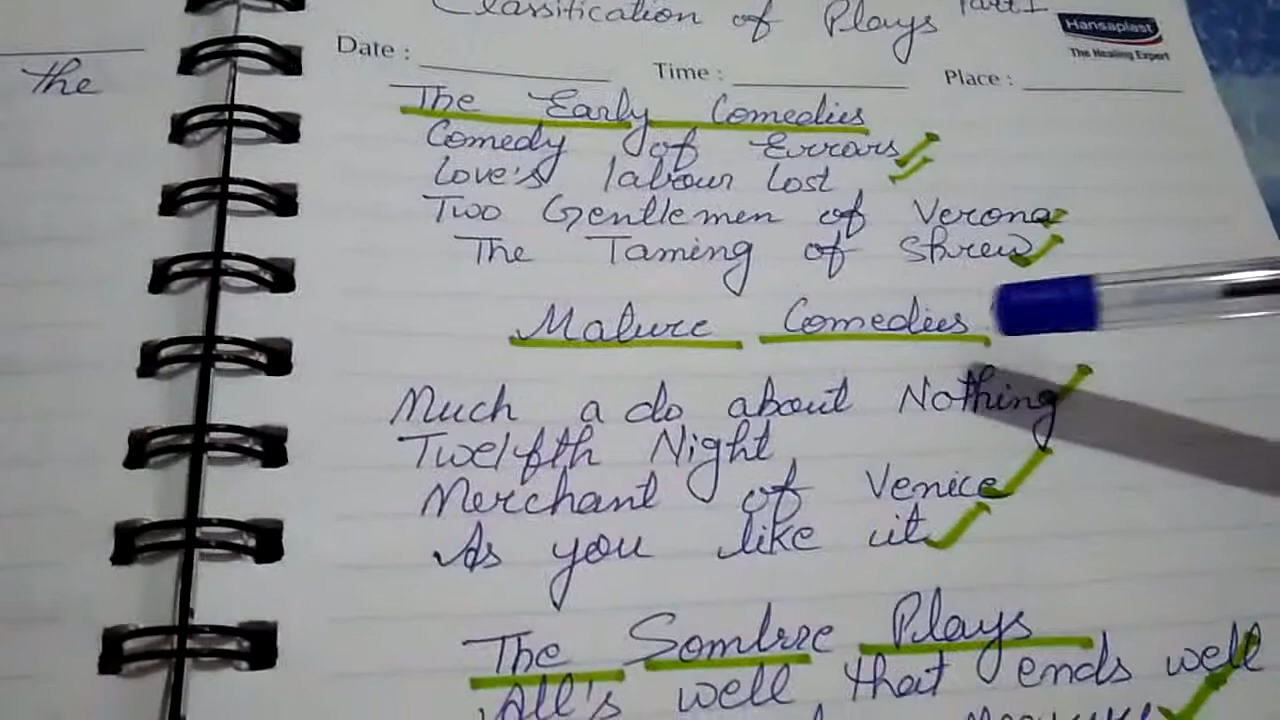 Classification of Plays Part I
Hansaplast
The Healing Expert
Date : Time : Place :
the
The Early Comedies
Comedy of Errors
Love's labour lost
Two Gentlemen of Verona
The Taming of Shrew
Mature Comedies
Much a do about Nothing
Twelfth Night
Merchant of Venice
As you like it
The Sombre Plays
All's well that ends well